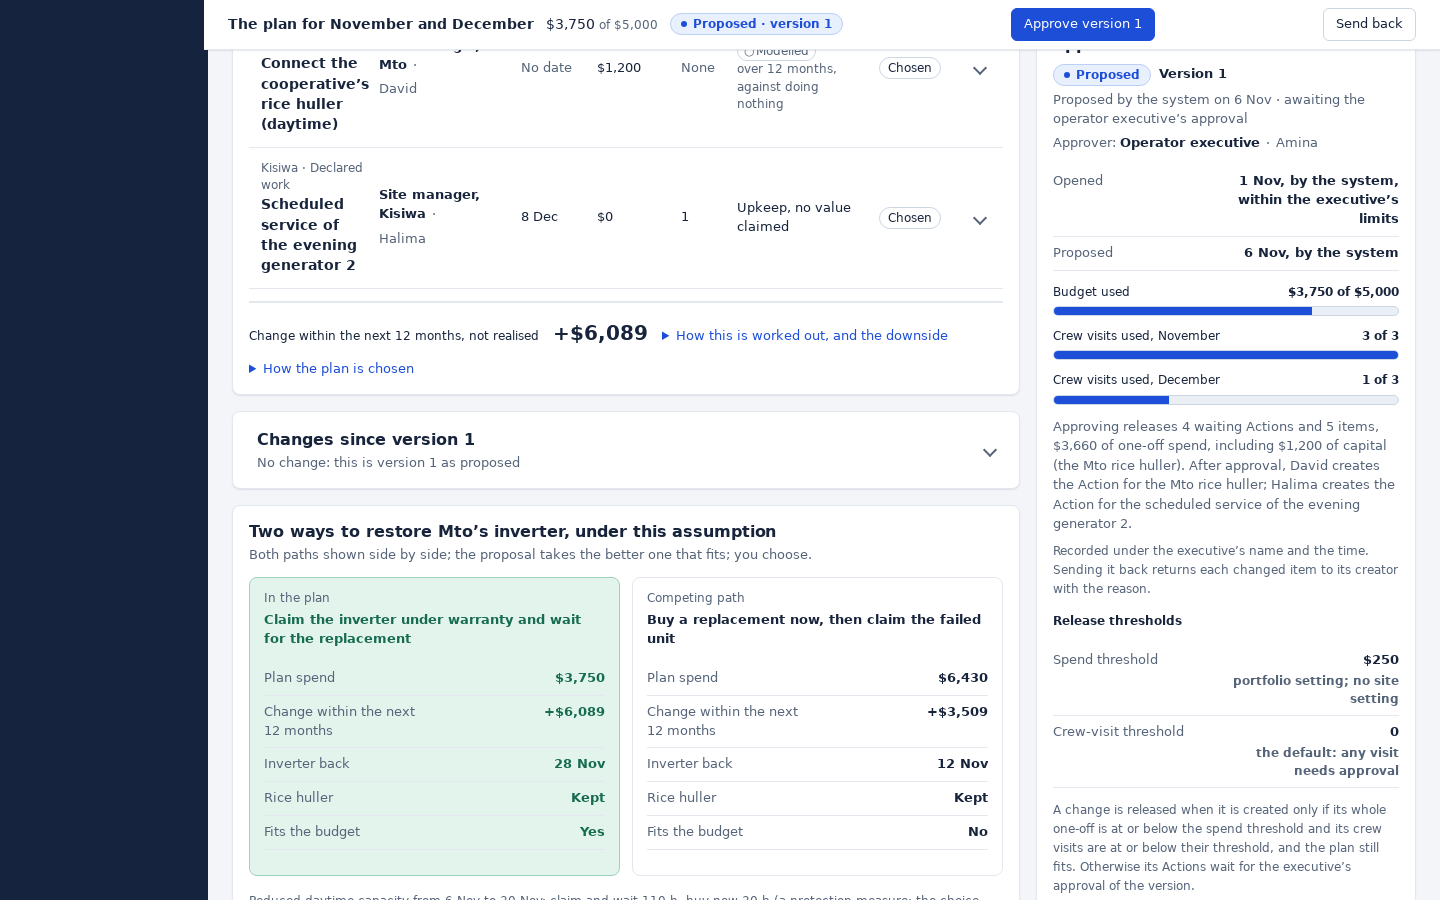 The plan for November and December $3,750 of $5,000 Proposed · version 1 Approve version 1 Send back
Connect the
cooperative’s
rice huller
(daytime)
Mto ·
David
No date
$1,200
None
Modelled
over 12 months,
against doing
nothing
Chosen
Kisiwa · Declared
work
Scheduled
service of
the evening
generator 2
Site manager,
Kisiwa ·
Halima
8 Dec
$0
1
Upkeep, no value
claimed
Chosen
Change within the next 12 months, not realised +$6,089 How this is worked out, and the downside
How the plan is chosen
Changes since version 1
No change: this is version 1 as proposed
Two ways to restore Mto’s inverter, under this assumption
Both paths shown side by side; the proposal takes the better one that fits; you choose.
In the plan
Claim the inverter under warranty and wait
for the replacement
Plan spend $3,750
Change within the next +$6,089
12 months
Inverter back 28 Nov
Rice huller Kept
Fits the budget Yes
Competing path
Buy a replacement now, then claim the failed
unit
Plan spend $6,430
Change within the next +$3,509
12 months
Inverter back 12 Nov
Rice huller Kept
Fits the budget No
Proposed Version 1
Proposed by the system on 6 Nov · awaiting the
operator executive’s approval
Approver: Operator executive · Amina
Opened 1 Nov, by the system,
within the executive’s
limits
Proposed 6 Nov, by the system
Budget used $3,750 of $5,000
Crew visits used, November 3 of 3
Crew visits used, December 1 of 3
Approving releases 4 waiting Actions and 5 items,
$3,660 of one-off spend, including $1,200 of capital
(the Mto rice huller). After approval, David creates
the Action for the Mto rice huller; Halima creates the
Action for the scheduled service of the evening
generator 2.
Recorded under the executive’s name and the time.
Sending it back returns each changed item to its creator
with the reason.
Release thresholds
Spend threshold $250
portfolio setting; no site
setting
Crew-visit threshold 0
the default: any visit
needs approval
A change is released when it is created only if its whole
one-off is at or below the spend threshold and its crew
visits are at or below their threshold, and the plan still
fits. Otherwise its Actions wait for the executive’s
approval of the version.